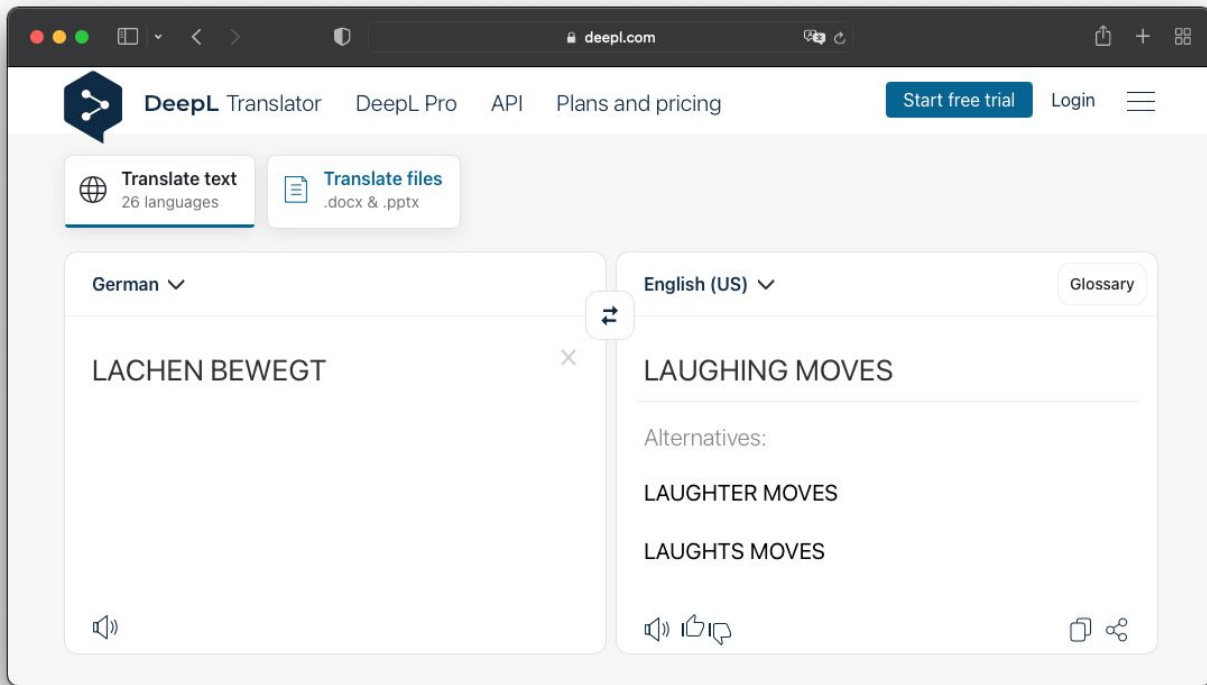 deepl.com
DeepL Translator DeepL Pro API Plans and pricing Start free trial Login
Translate text
26 languages
Translate files
.docx & .pptx
German
LACHEN BEWEGT
English (US)
Glossary
LAUGHING MOVES
Alternatives:
LAUGHTER MOVES
LAUGHTS MOVES